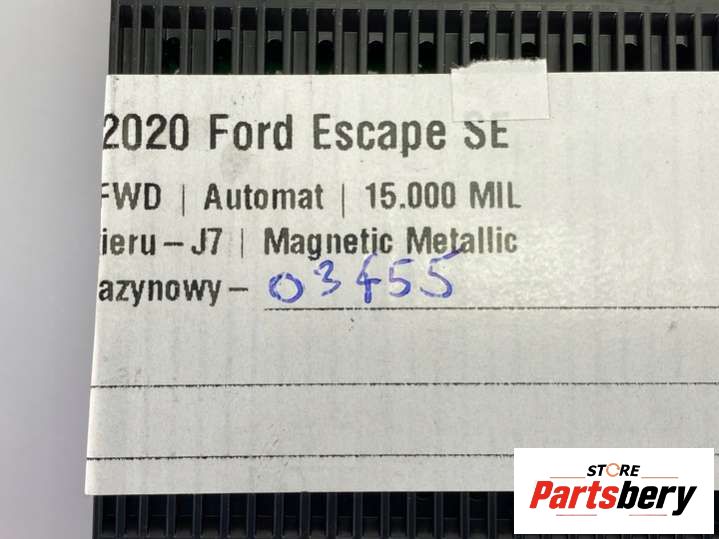 2020 Ford Escape SE
FWD | Automat | 15.000 MIL
ieru – J7 | Magnetic Metallic
azynowy – 03455
STORE
Partsbery